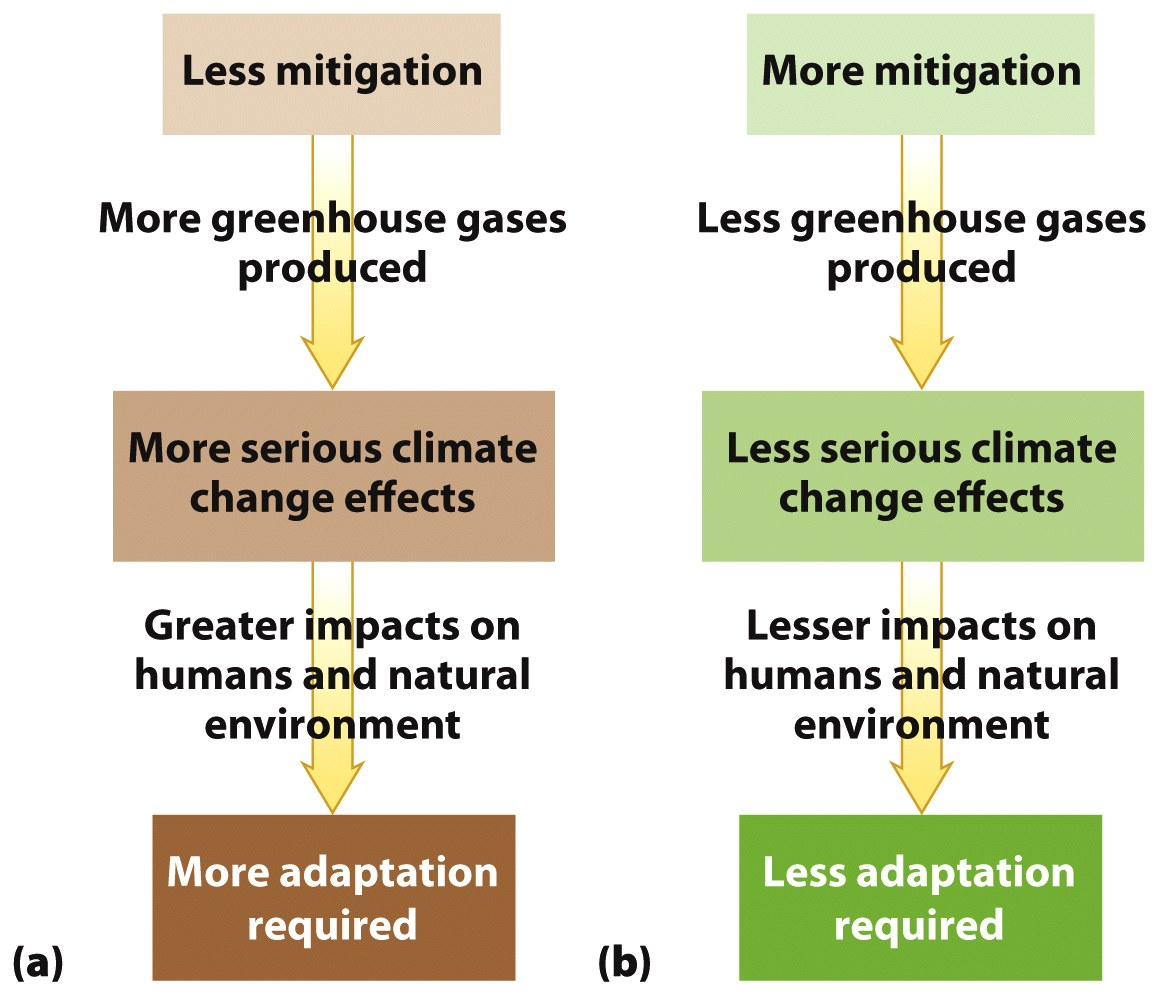 Less mitigation
More greenhouse gases
produced
More serious climate
change effects
Greater impacts on
humans and natural
environment
More adaptation
required
(a)
More mitigation
Less greenhouse gases
produced
Less serious climate
change effects
Lesser impacts on
humans and natural
environment
Less adaptation
required
(b)